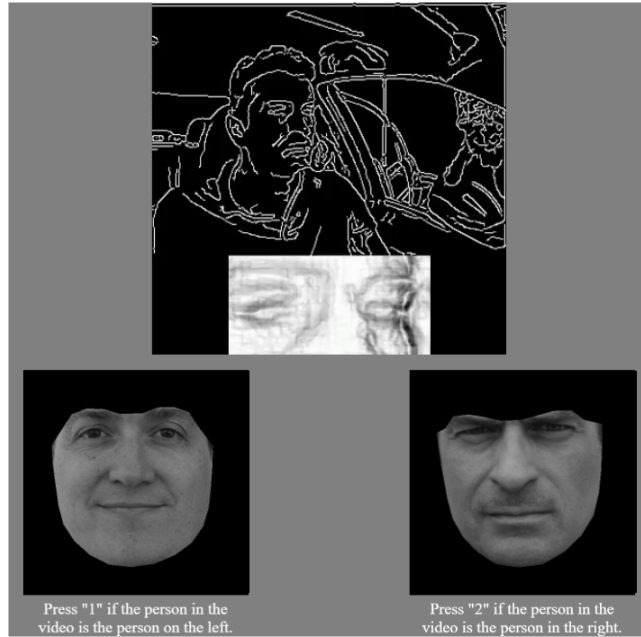 Press "1" if the person in the
video is the person on the left.
Press "2" if the person in the
video is the person in the right.